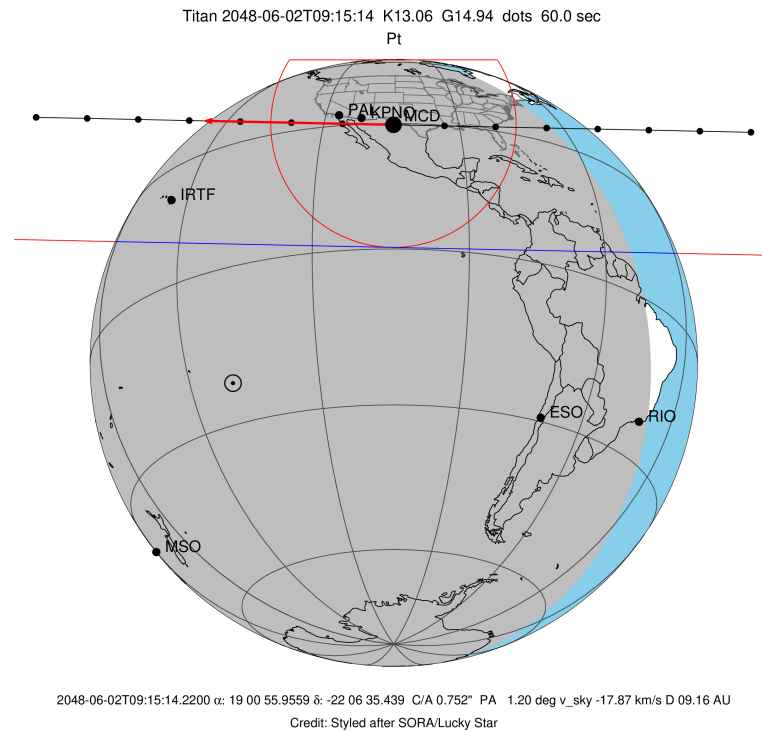 Titan 2048-06-02T09:15:14 K13.06 G14.94 dots 60.0 sec
Pt
PAL KPNO MCD
IRTF
ESO
RIO
MSO
2048-06-02T09:15:14.2200 α: 19 00 55.9559 δ: -22 06 35.439 C/A 0.752" PA 1.20 deg v_sky -17.87 km/s D 09.16 AU
Credit: Styled after SORA/Lucky Star